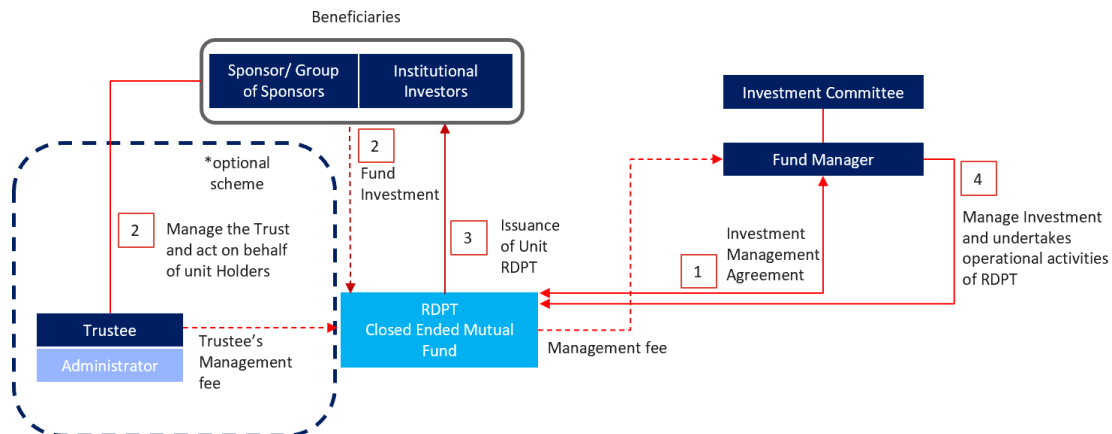 Beneficiaries
Sponsor/ Group
of Sponsors
Institutional
Investors
Investment Committee
Fund Manager
*optional
scheme
2
Fund
Investment
2
Manage the Trust
and act on behalf
of unit Holders
3
Issuance
of Unit
RDPT
1
Investment
Management
Agreement
4
Manage Investment
and undertakes
operational activities
of RDPT
Trustee
Administrator
Trustee's
Management
fee
RDPT
Closed Ended Mutual
Fund
Management fee